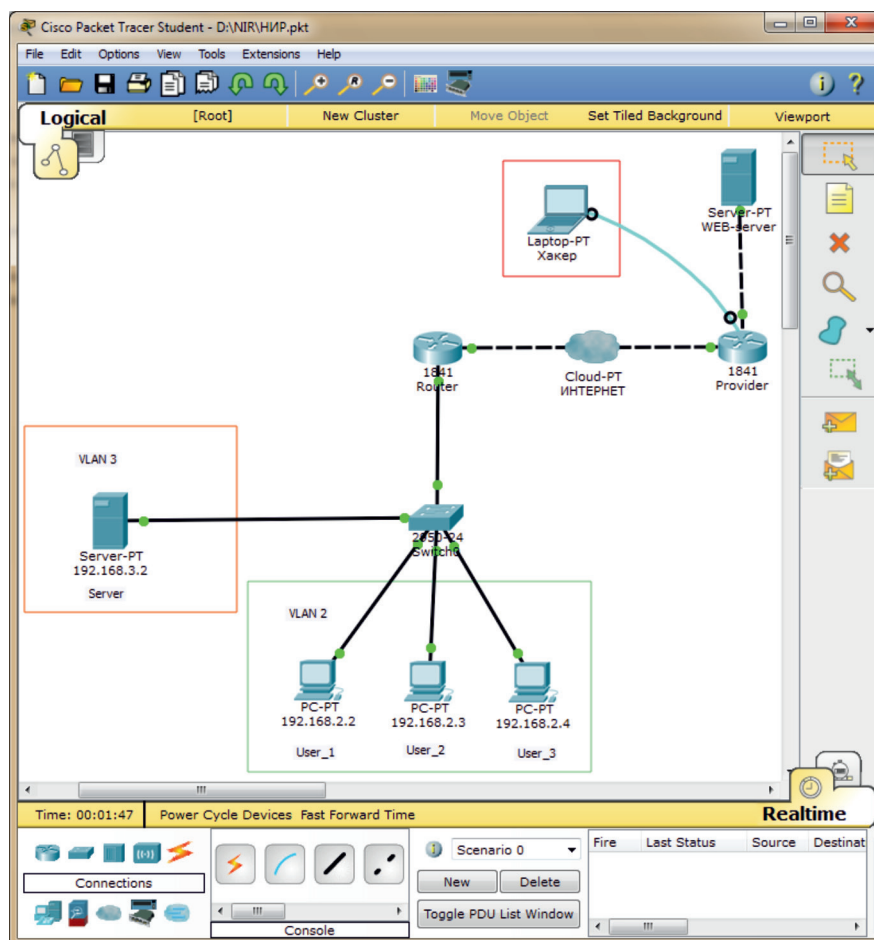 Cisco Packet Tracer Student - D:\NIR\НИР.pkt
File Edit Options View Tools Extensions Help
Logical [Root] New Cluster Move Object Set Tiled Background Viewport
Server-PT
WEB-server
Laptop-PT
Хакер
1841
Router
Cloud-PT
ИНТЕРНЕТ
1841
Provider
VLAN 3
Server-PT
192.168.3.2
Server
2950-24
Switch0
VLAN 2
PC-PT
192.168.2.2
User_1
PC-PT
192.168.2.3
User_2
PC-PT
192.168.2.4
User_3
Time: 00:01:47 Power Cycle Devices Fast Forward Time Realtime
Connections
Console
Scenario 0
New Delete
Toggle PDU List Window
Fire Last Status Source Destinat